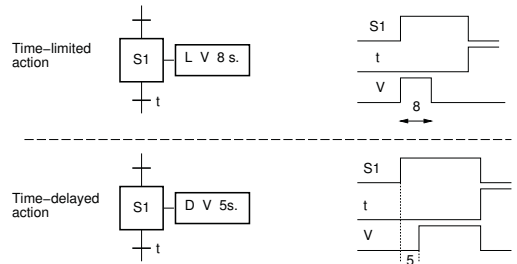 Time-limited
action
S1
L V 8 s.
t
S1
t
V
8
Time-delayed
action
S1
D V 5s.
t
S1
t
V
5